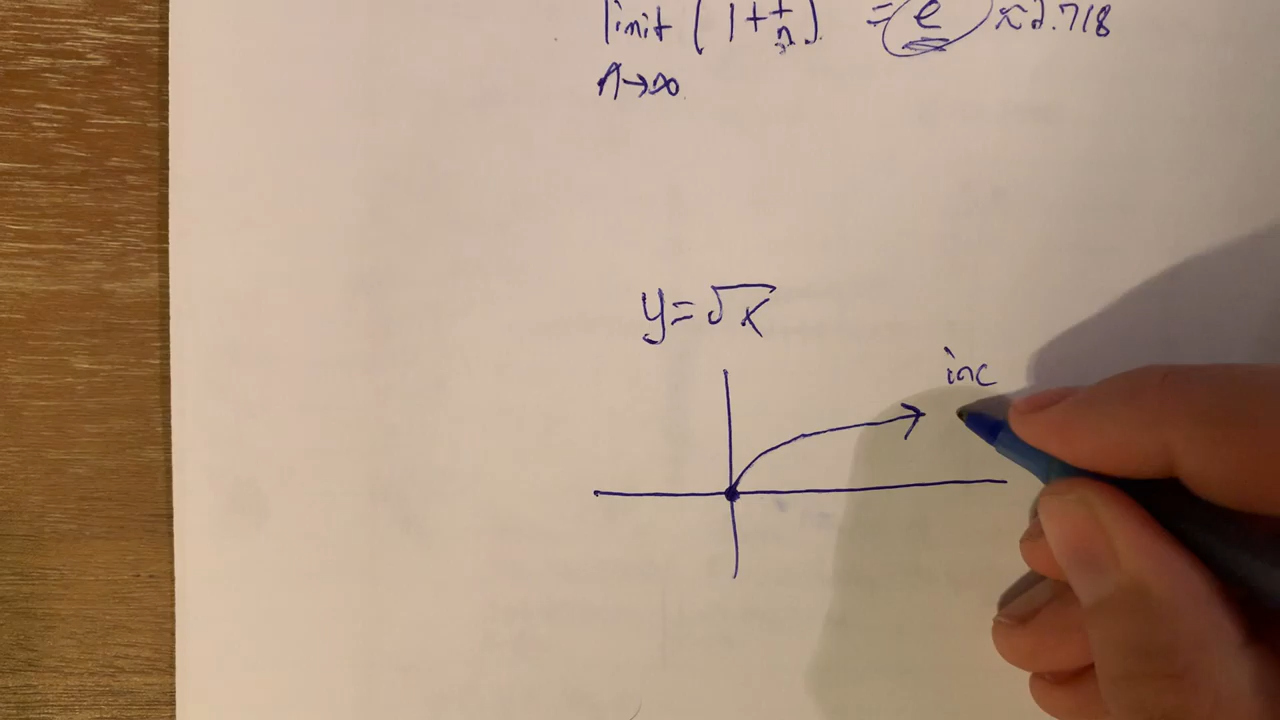 limit (1+1/n) = e ≈2.718
n→∞
y=√x
inc